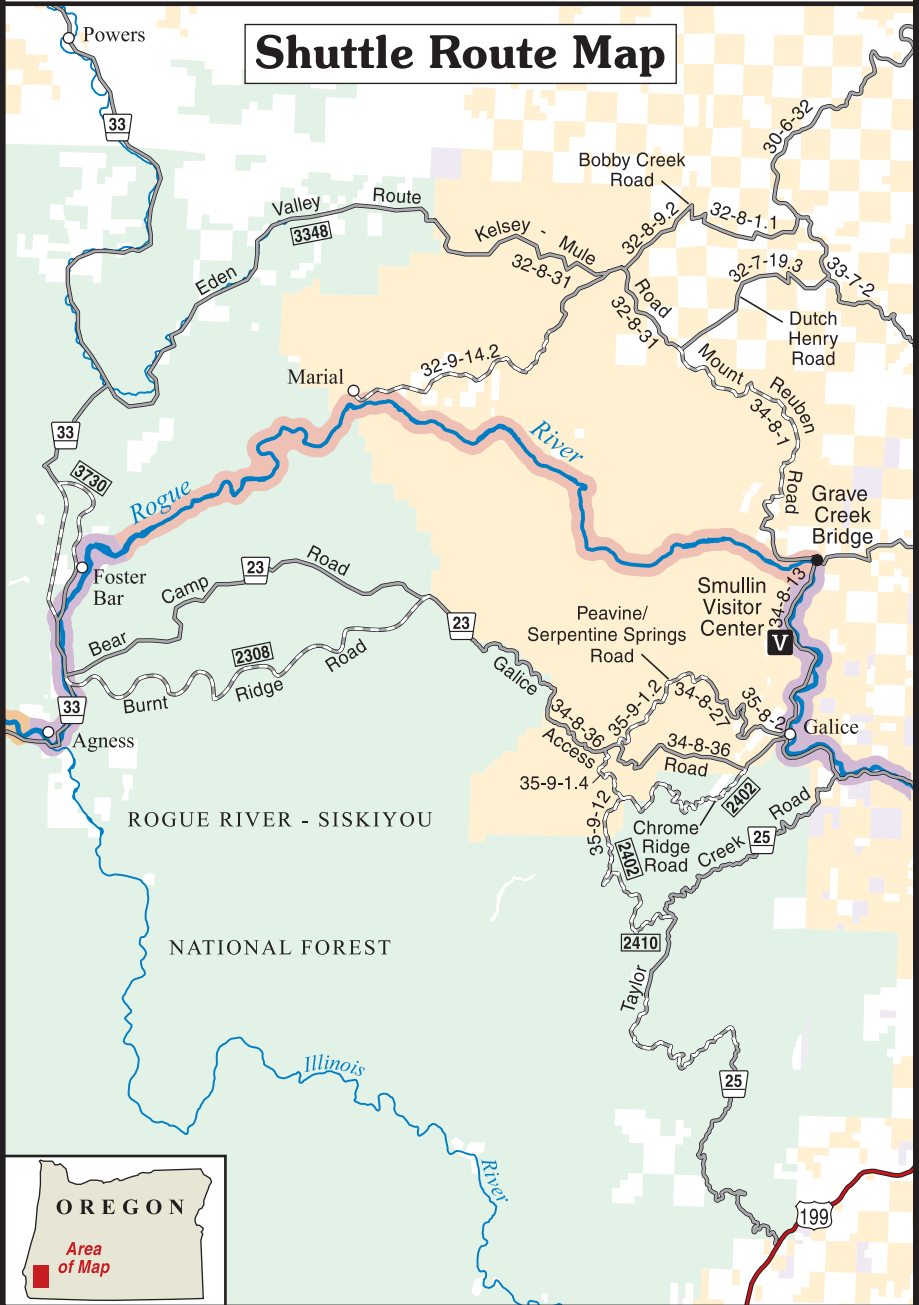 Shuttle Route Map
Powers
33
30-6-32
Bobby Creek
Road
Valley Route
3348
Eden
Kelsey - Mule
32-8-31
32-8-9.2
32-8-1.1
32-7-19.3
33-7-2
Road
32-8-31
Dutch
Henry
Road
Mount Reuben
34-8-1
Road
32-9-14.2
Marial
33
3730
Rogue
River
Grave
Creek
Bridge
34-8-13
Smullin
Visitor
Center
V
Foster
Bar
Bear Camp Road
23
23
Peavine/
Serpentine Springs
Road
2308
Burnt Ridge Road
Galice
34-8-36
Access
35-9-1.2
34-8-27
35-8-2
Galice
34-8-36
Road
35-9-1.4
33
Agness
35-9-12
2402
2402
Chrome
Ridge
Road
Creek Road
25
ROGUE RIVER - SISKIYOU
NATIONAL FOREST
2410
Taylor
25
Illinois
River
199
OREGON
Area
of Map